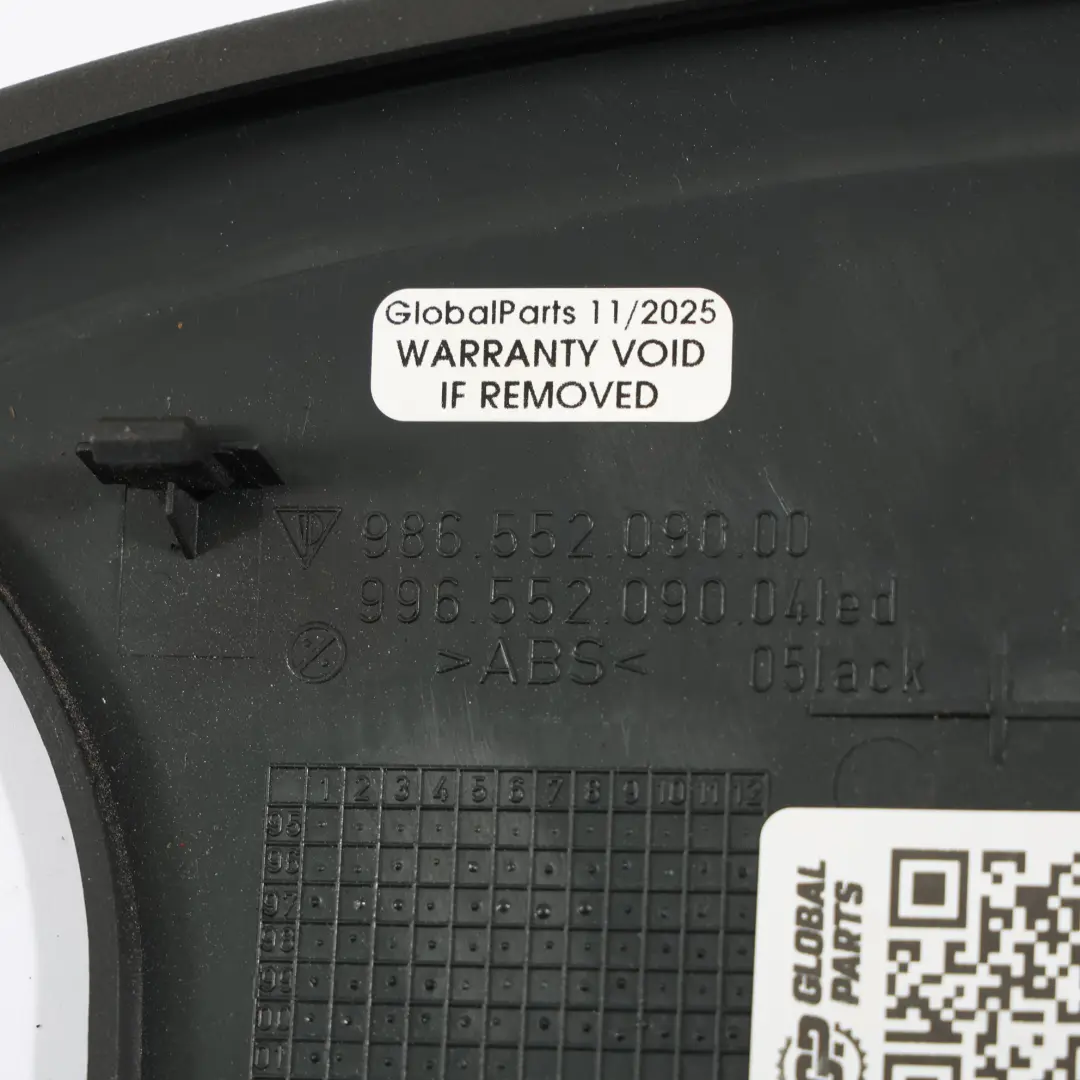 GlobalParts 11/2025
WARRANTY VOID
IF REMOVED
986.552.090.00
996.552.090.04led
>ABS< 05lack
1 2 3 4 5 6 7 8 9 10 11 12
95
96
97
98
99
00
01
GLOBAL
PARTS